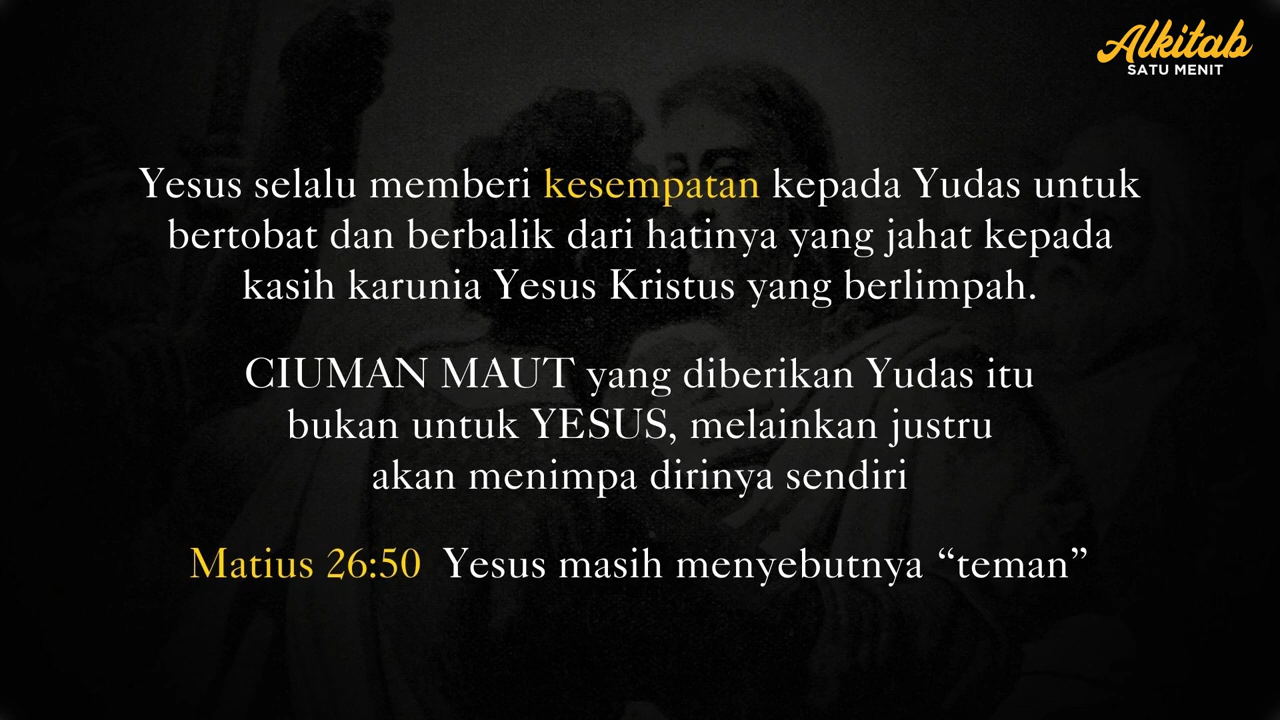 Alkitab
SATU MENIT
Yesus selalu memberi kesempatan kepada Yudas untuk
bertobat dan berbalik dari hatinya yang jahat kepada
kasih karunia Yesus Kristus yang berlimpah.
CIUMAN MAUT yang diberikan Yudas itu
bukan untuk YESUS, melainkan justru
akan menimpa dirinya sendiri
Matius 26:50 Yesus masih menyebutnya “teman”